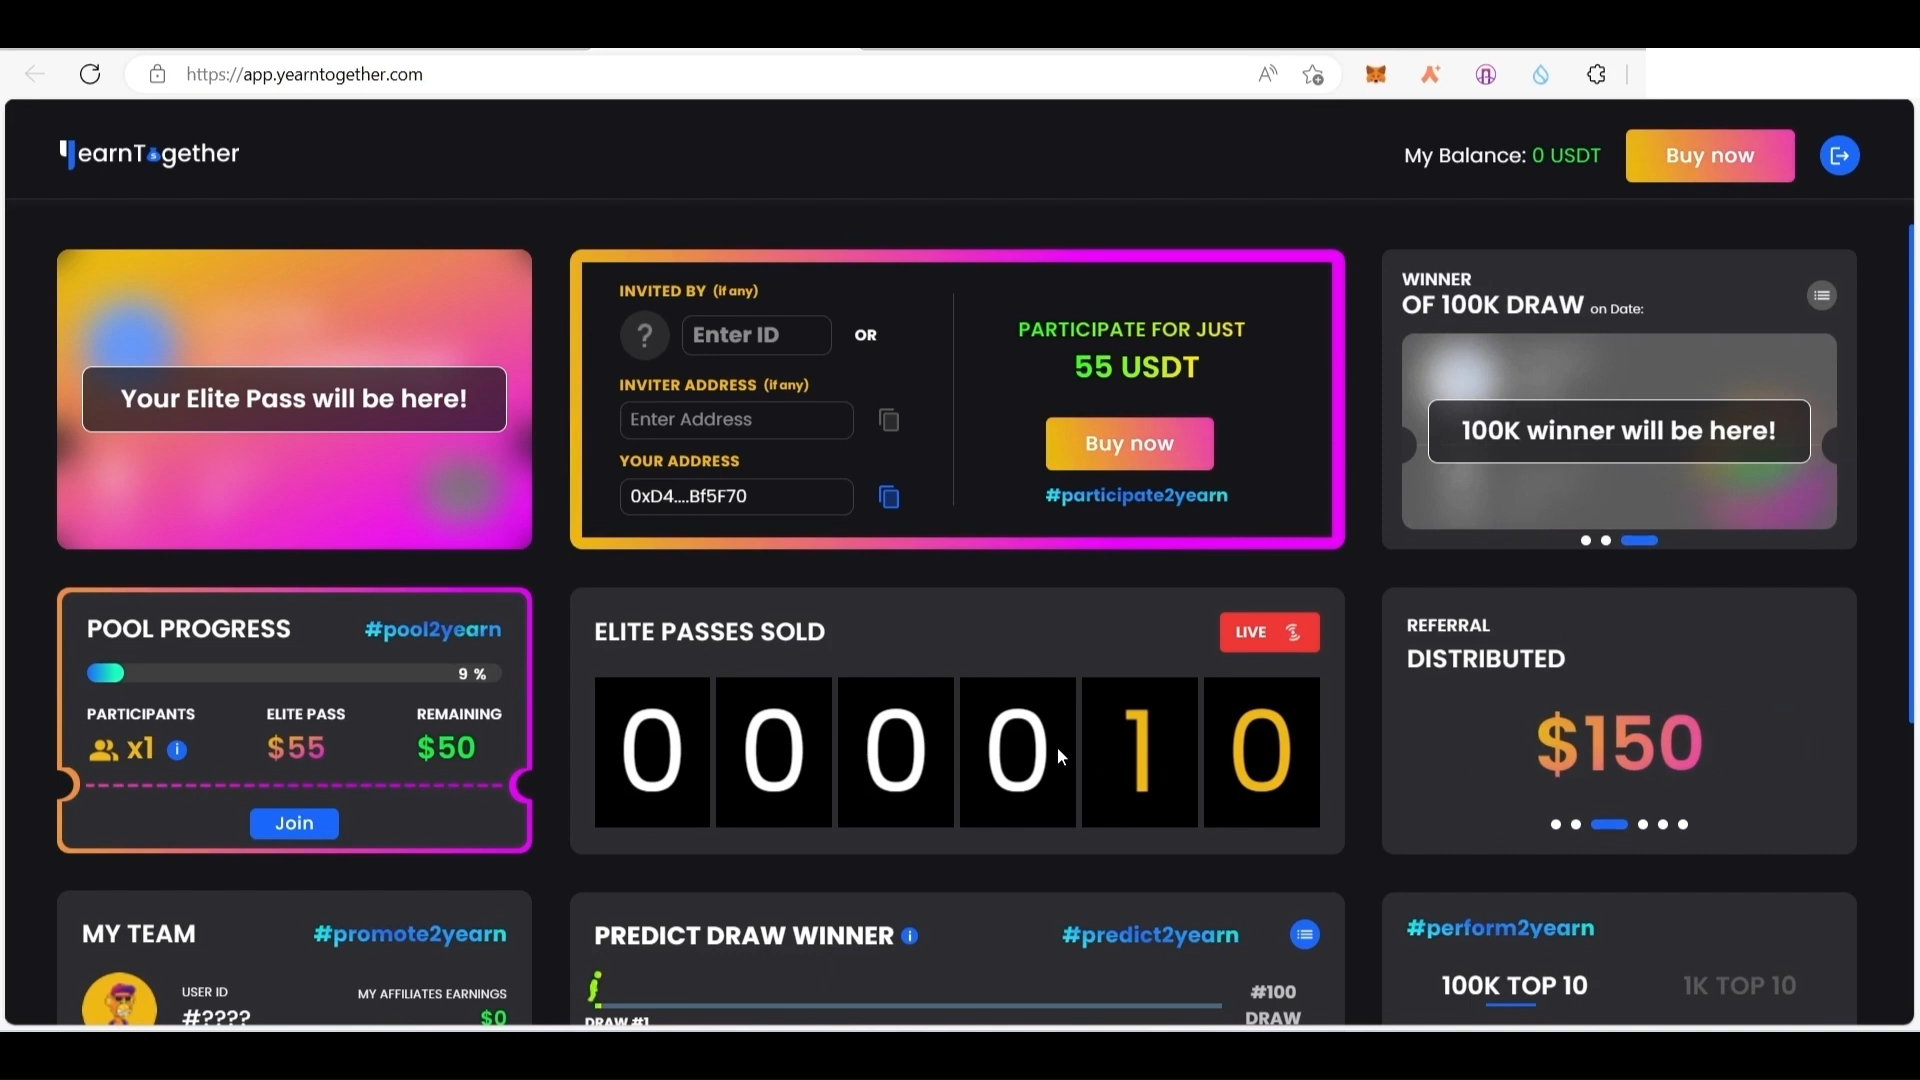 https://app.yearntogether.com
YearnTogether
My Balance: 0 USDT
Buy now
Your Elite Pass will be here!
INVITED BY (if any)
?
Enter ID
OR
INVITER ADDRESS (if any)
Enter Address
YOUR ADDRESS
0xD4....Bf5F70
PARTICIPATE FOR JUST
55 USDT
Buy now
#participate2yearn
WINNER
OF 100K DRAW on Date:
100K winner will be here!
POOL PROGRESS
#pool2yearn
9 %
PARTICIPANTS
x1
ELITE PASS
$55
REMAINING
$50
Join
ELITE PASSES SOLD
LIVE
0 0 0 0 1 0
REFERRAL
DISTRIBUTED
$150
MY TEAM
#promote2yearn
USER ID
#????
MY AFFILIATES EARNINGS
$0
PREDICT DRAW WINNER
#predict2yearn
DRAW #1
#100
DRAW
#perform2yearn
100K TOP 10
1K TOP 10